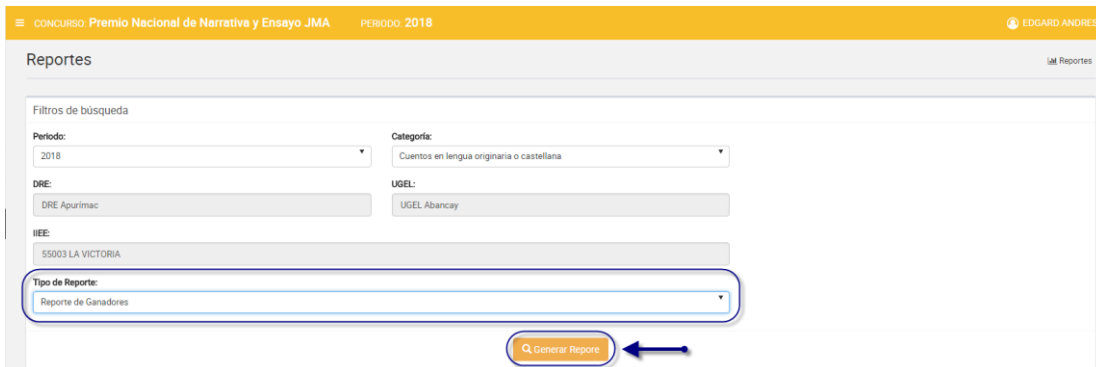 CONCURSO: Premio Nacional de Narrativa y Ensayo JMA PERIODO: 2018 EDGARD ANDRES
Reportes Reportes
Filtros de búsqueda
Periodo: Categoría:
2018 Cuentos en lengua originaria o castellana
DRE: UGEL:
DRE Apurímac UGEL Abancay
IIEE:
55003 LA VICTORIA
Tipo de Reporte:
Reporte de Ganadores
Generar Repore